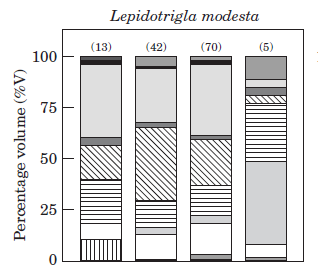 Lepidotrigla modesta
(13) (42) (70) (5)
Percentage volume (%V)
100
75
50
25
0